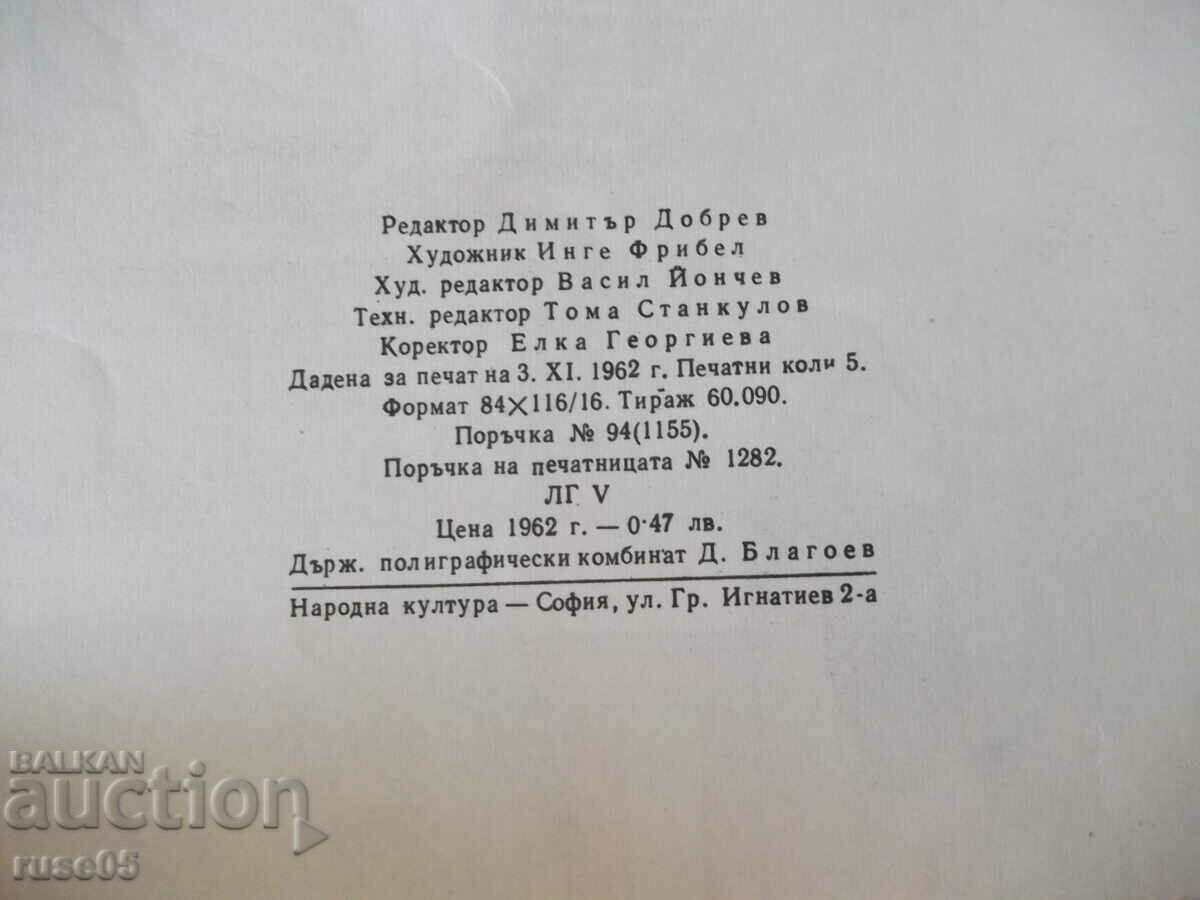 Редактор Димитър Добрев
Художник Инге Фрибел
Худ. редактор Васил Йончев
Техн. редактор Тома Станкулов
Коректор Елка Георгиева
Дадена за печат на 3. XI. 1962 г. Печатни коли 5.
Формат 84×116/16. Тираж 60.090.
Поръчка № 94(1155).
Поръчка на печатницата № 1282.
ЛГ V
Цена 1962 г. — 0·47 лв.
Държ. полиграфически комбинат Д. Благоев
Народна култура — София, ул. Гр. Игнатиев 2-а
BALKAN
auction
ruse05